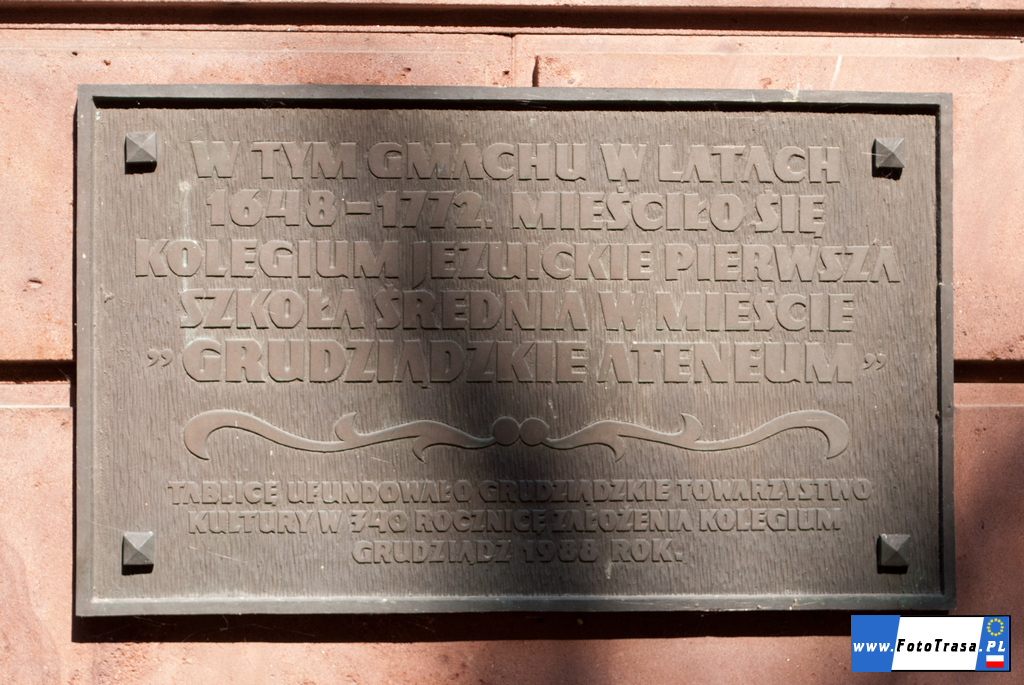 W TYM GMACHU W LATACH
1648-1772. MIEŚCIŁO SIĘ
KOLEGIUM JEZUICKIE PIERWSZA
SZKOŁA ŚREDNIA W MIEŚCIE
„GRUDZIĄDZKIE ATENEUM”
TABLICĘ UFUNDOWAŁO GRUDZIĄDZKIE TOWARZYSTWO
KULTURY W 340 ROCZNICĘ ZAŁOŻENIA KOLEGIUM
GRUDZIĄDZ 1988 ROK.
www.FotoTrasa.PL